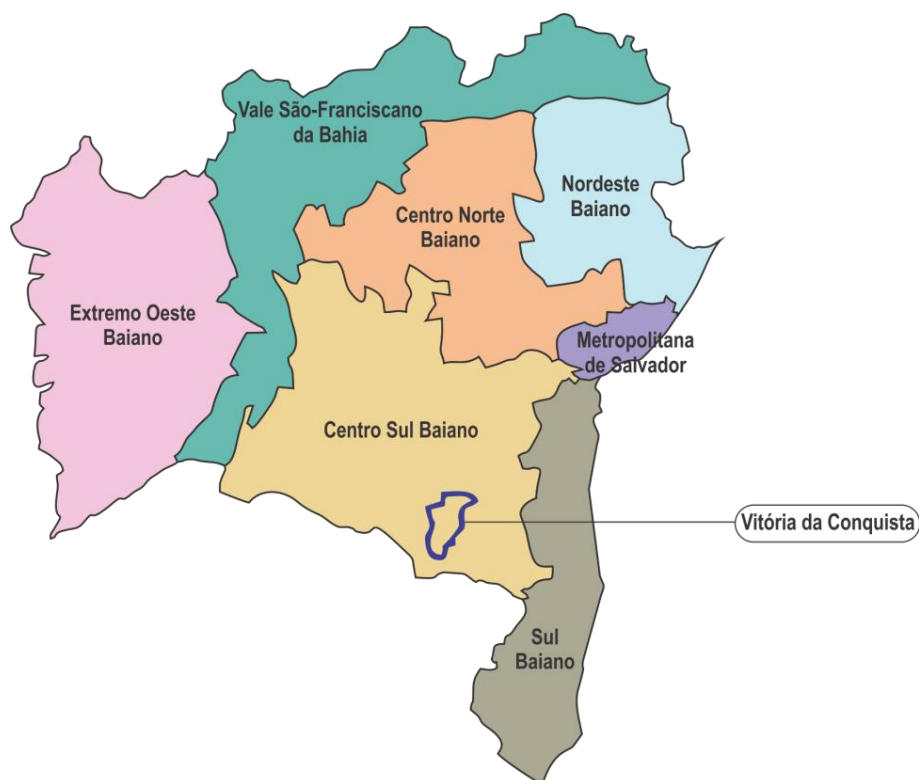 Vale São-Franciscano
da Bahia
Nordeste
Baiano
Centro Norte
Baiano
Extremo Oeste
Baiano
Metropolitana
de Salvador
Centro Sul Baiano
Vitória da Conquista
Sul
Baiano